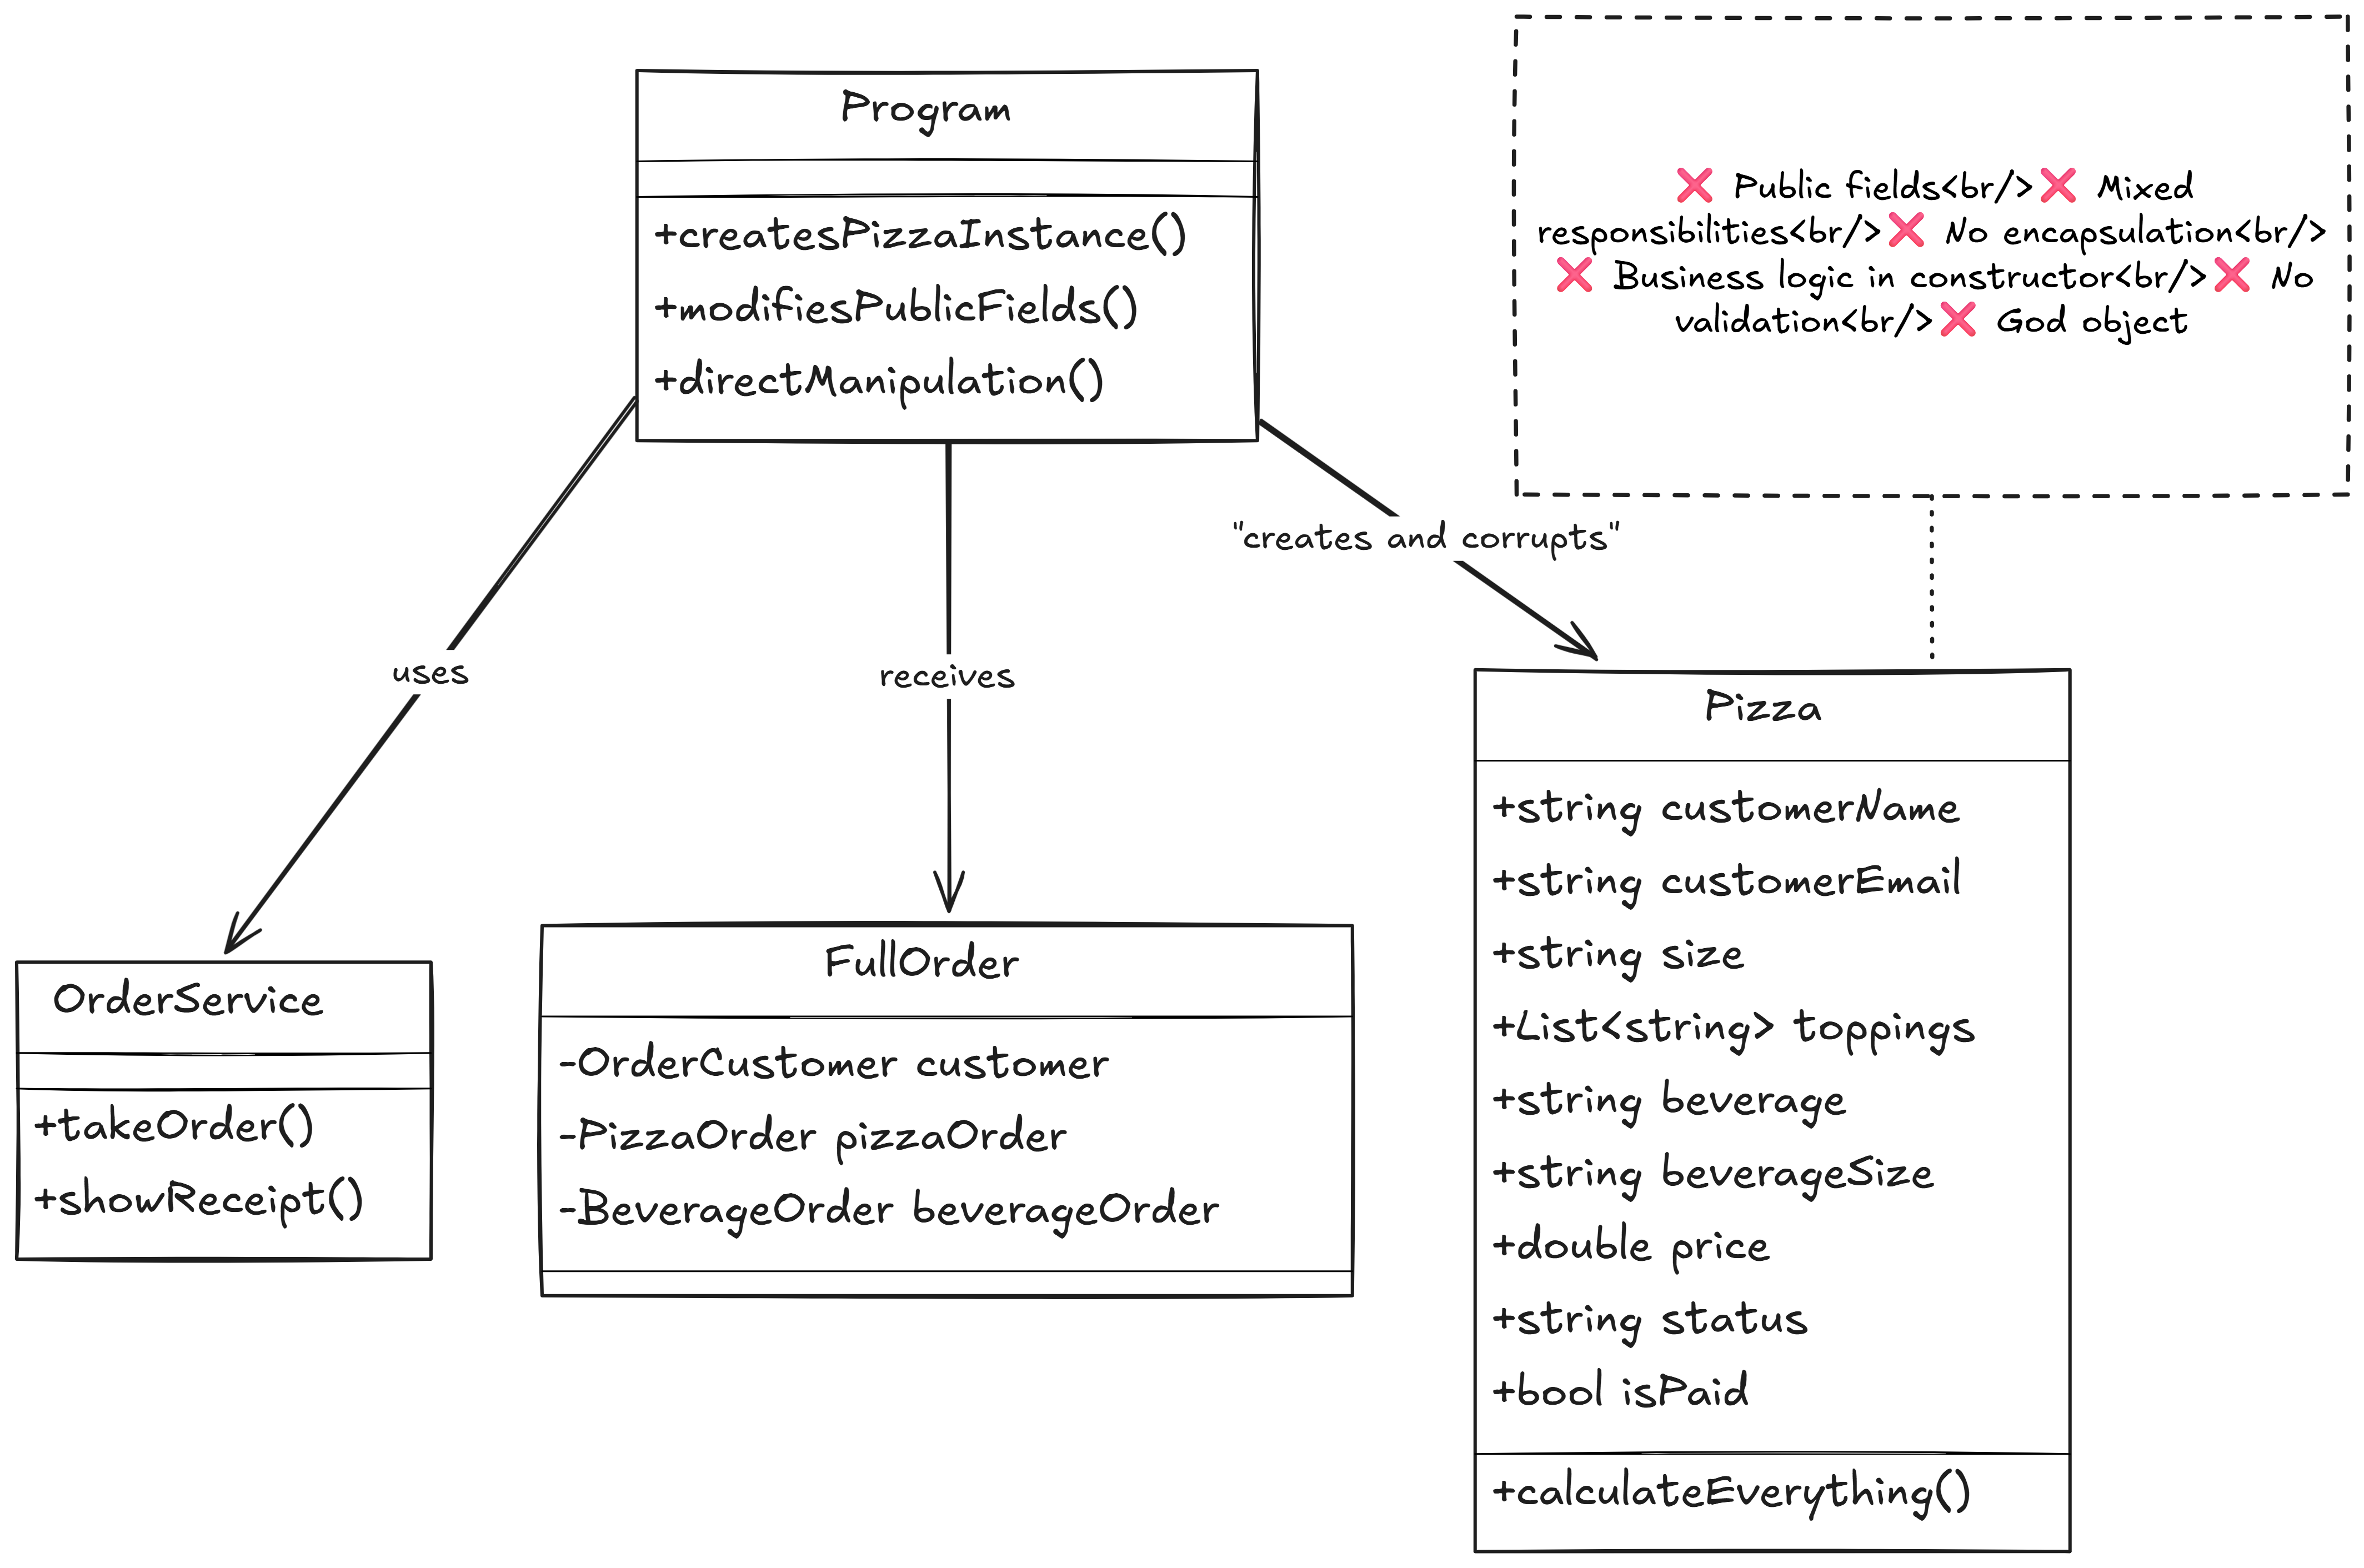 Program
+createsPizzaInstance()
+modifiesPublicFields()
+directManipulation()
❌ Public fields<br/>❌ Mixed
responsibilities<br/>❌ No encapsulation<br/>
❌ Business logic in constructor<br/>❌ No
validation<br/>❌ God object
"creates and corrupts"
uses
receives
Pizza
+string customerName
+string customerEmail
+string size
+List<string> toppings
+string beverage
+string beverageSize
+double price
+string status
+bool isPaid
+calculateEverything()
FullOrder
-OrderCustomer customer
-PizzaOrder pizzaOrder
-BeverageOrder beverageOrder
OrderService
+takeOrder()
+showReceipt()